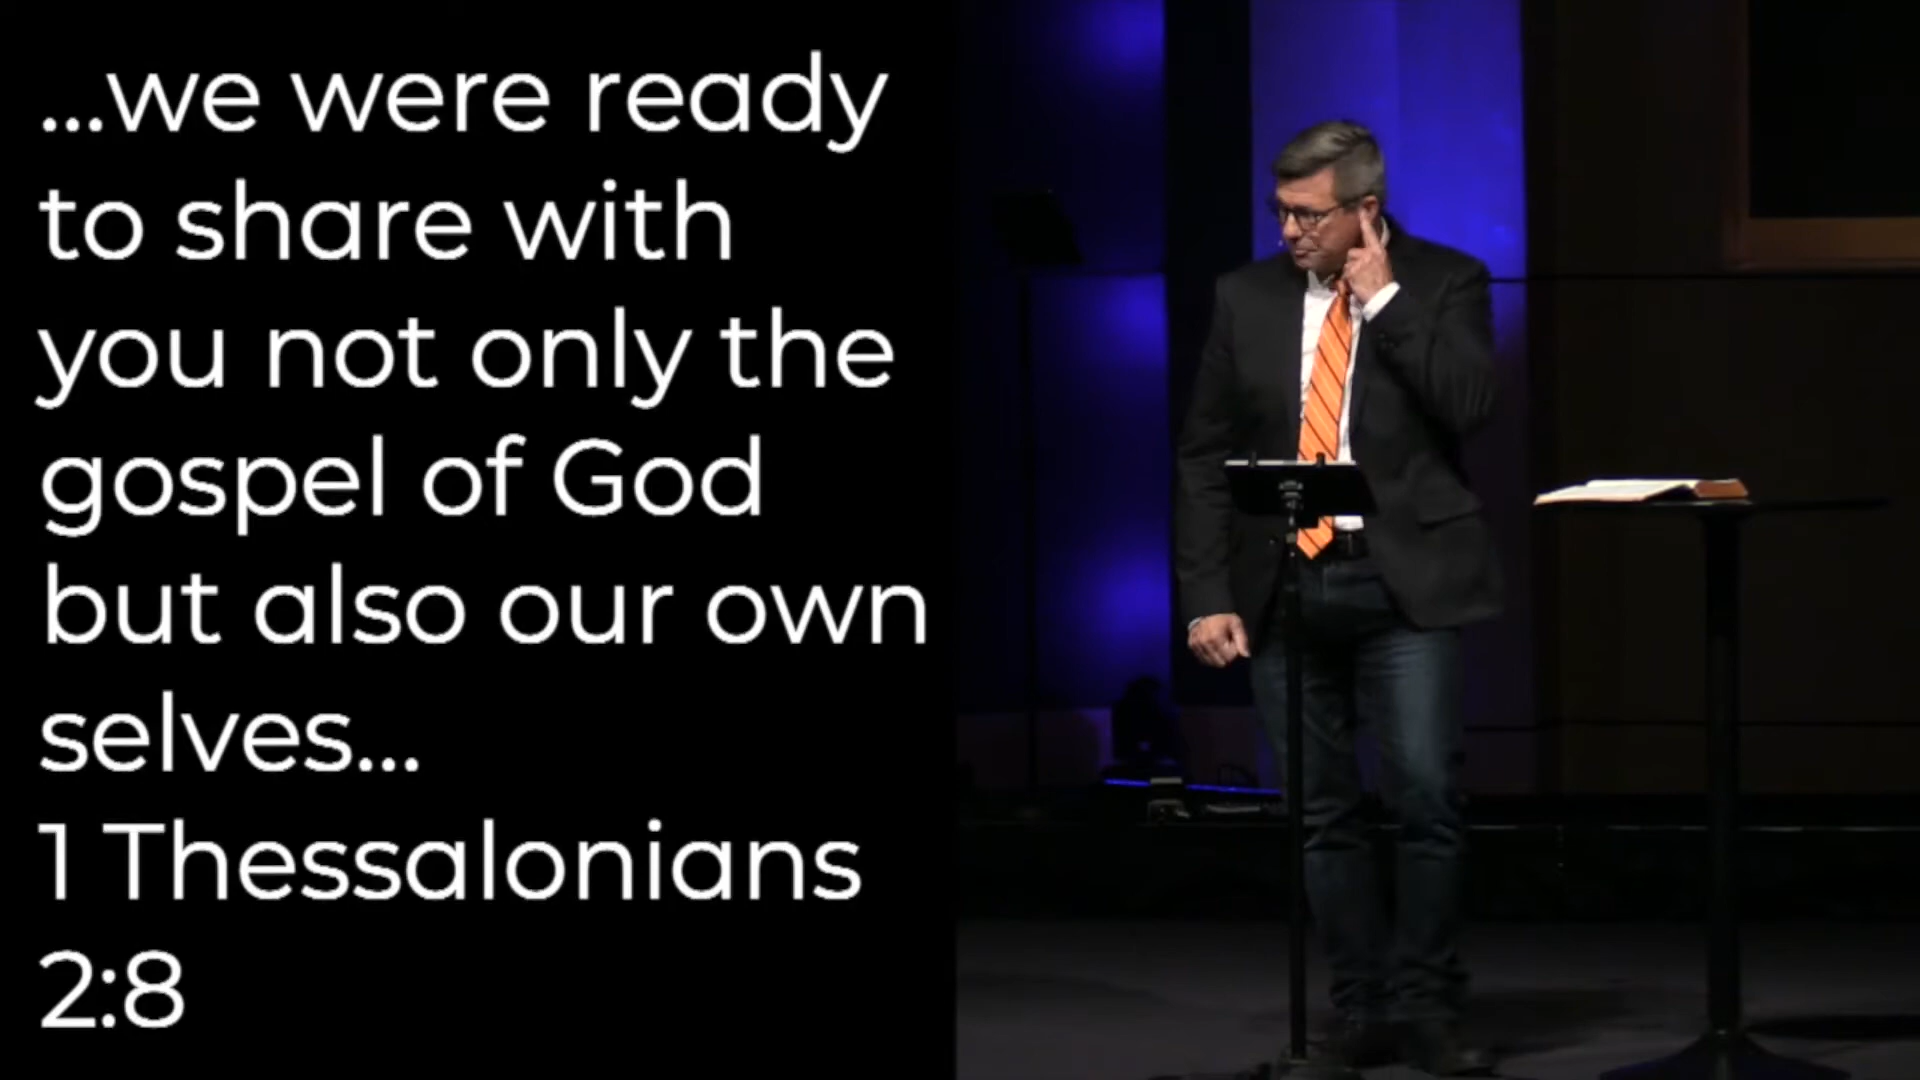 ...we were ready
to share with
you not only the
gospel of God
but also our own
selves...
1 Thessalonians
2:8